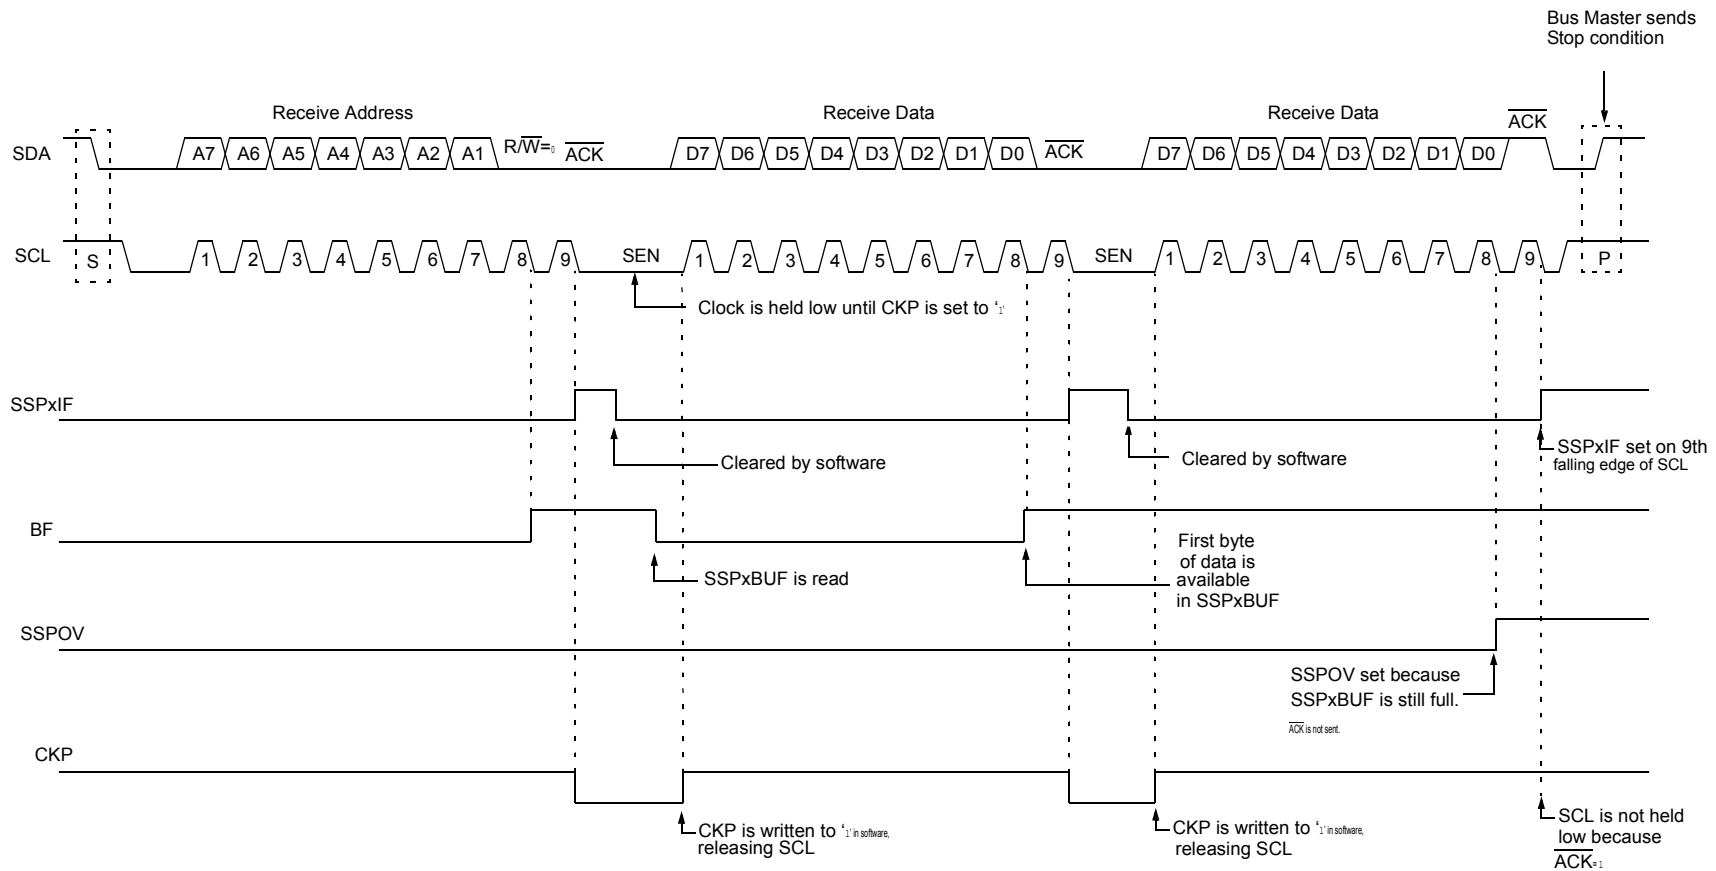 Bus Master sends
Stop condition
Receive Address
Receive Data
Receive Data
ACK
SDA
A7 A6 A5 A4 A3 A2 A1 R/W=0 ACK
D7 D6 D5 D4 D3 D2 D1 D0 ACK
D7 D6 D5 D4 D3 D2 D1 D0
SCL
S
1 2 3 4 5 6 7 8 9 SEN
1 2 3 4 5 6 7 8 9 SEN
1 2 3 4 5 6 7 8 9
P
Clock is held low until CKP is set to ‘1’
SSPxIF
Cleared by software
Cleared by software
SSPxIF set on 9th
falling edge of SCL
BF
SSPxBUF is read
First byte
of data is
available
in SSPxBUF
SSPOV
SSPOV set because
SSPxBUF is still full.
ACK is not sent.
CKP
CKP is written to ‘1’ in software,
releasing SCL
CKP is written to ‘1’ in software,
releasing SCL
SCL is not held
low because
ACK=1